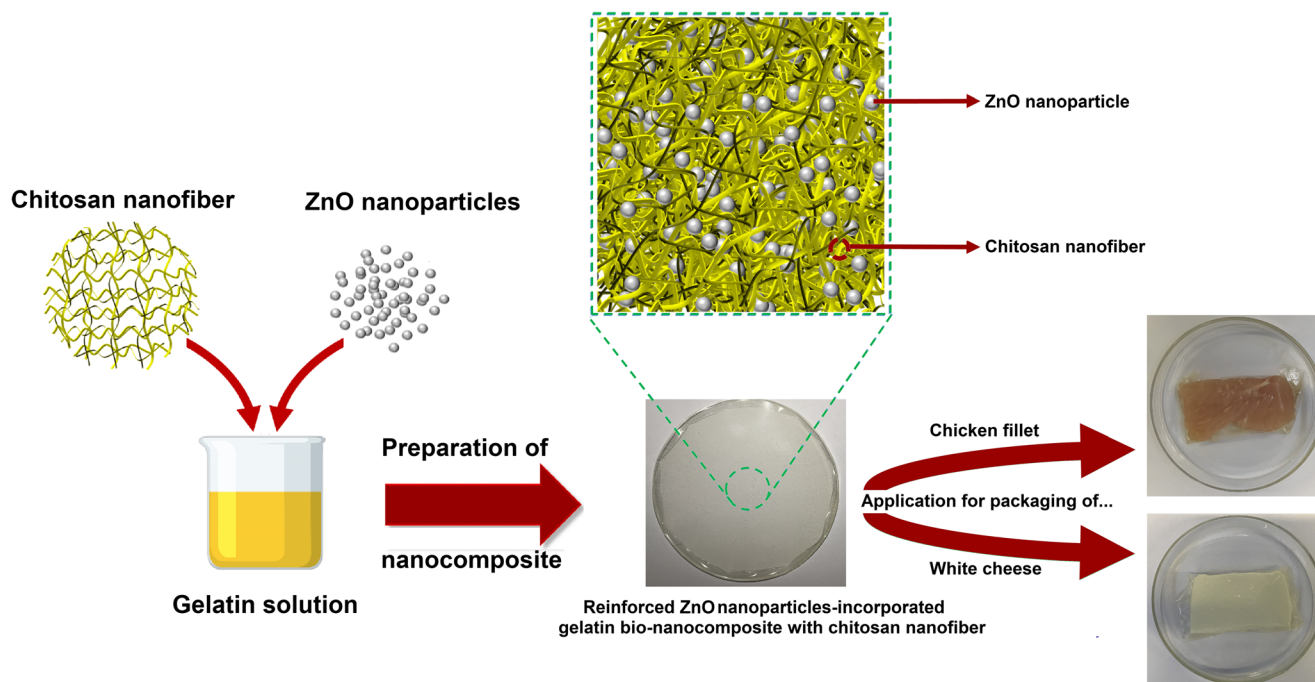 ZnO nanoparticle
Chitosan nanofiber
ZnO nanoparticles
Chitosan nanofiber
Preparation of
nanocomposite
Gelatin solution
Chicken fillet
Application for packaging of...
White cheese
Reinforced ZnO nanoparticles-incorporated
gelatin bio-nanocomposite with chitosan nanofiber